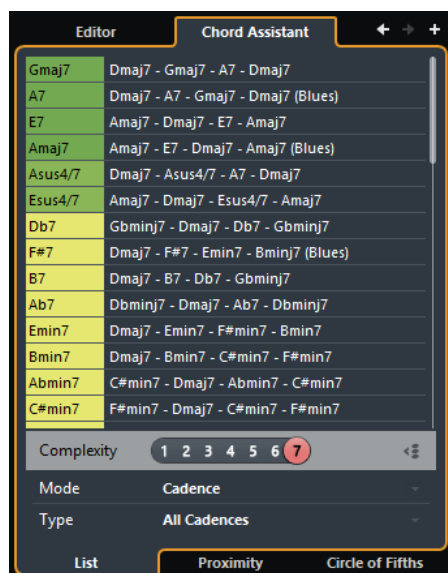 Editor Chord Assistant
Gmaj7 Dmaj7 - Gmaj7 - A7 - Dmaj7
A7 Dmaj7 - A7 - Gmaj7 - Dmaj7 (Blues)
E7 Amaj7 - Dmaj7 - E7 - Amaj7
Amaj7 Amaj7 - E7 - Dmaj7 - Amaj7 (Blues)
Asus4/7 Dmaj7 - Asus4/7 - A7 - Dmaj7
Esus4/7 Amaj7 - Dmaj7 - Esus4/7 - Amaj7
Db7 Gbminj7 - Dmaj7 - Db7 - Gbminj7
F#7 Dmaj7 - F#7 - Emin7 - Bminj7 (Blues)
B7 Dmaj7 - B7 - Db7 - Gbminj7
Ab7 Dbminj7 - Dmaj7 - Ab7 - Dbminj7
Emin7 Dmaj7 - Emin7 - F#min7 - Bmin7
Bmin7 Dmaj7 - Bmin7 - C#min7 - F#min7
Abmin7 C#min7 - Dmaj7 - Abmin7 - C#min7
C#min7 F#min7 - Dmaj7 - C#min7 - F#min7
Complexity 1 2 3 4 5 6 7
Mode Cadence
Type All Cadences
List Proximity Circle of Fifths